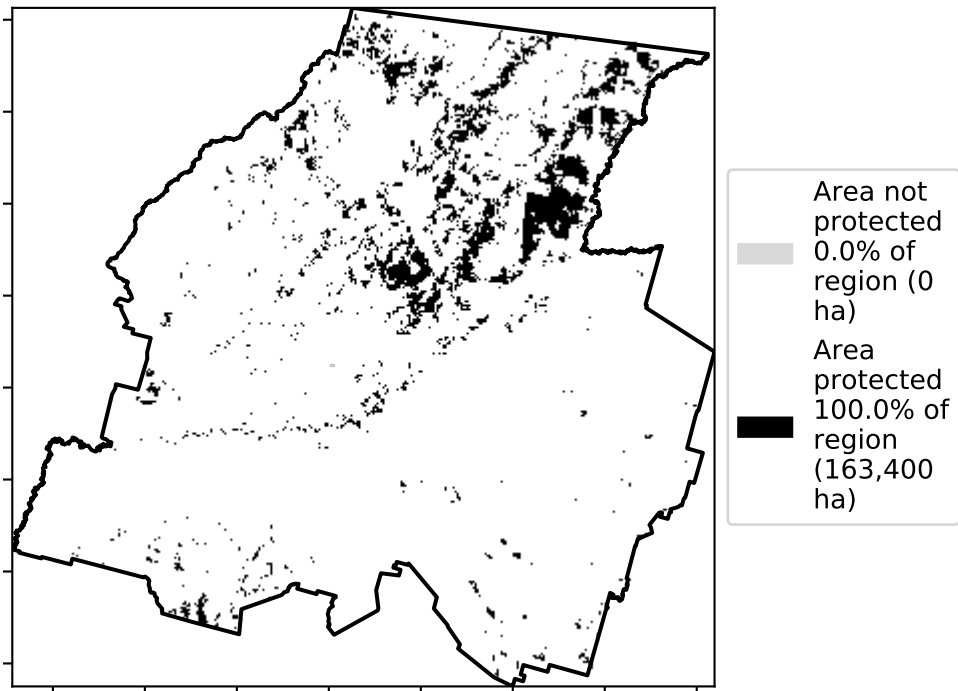 Area not
protected
0.0% of
region (0
ha)
Area
protected
100.0% of
region
(163,400
ha)